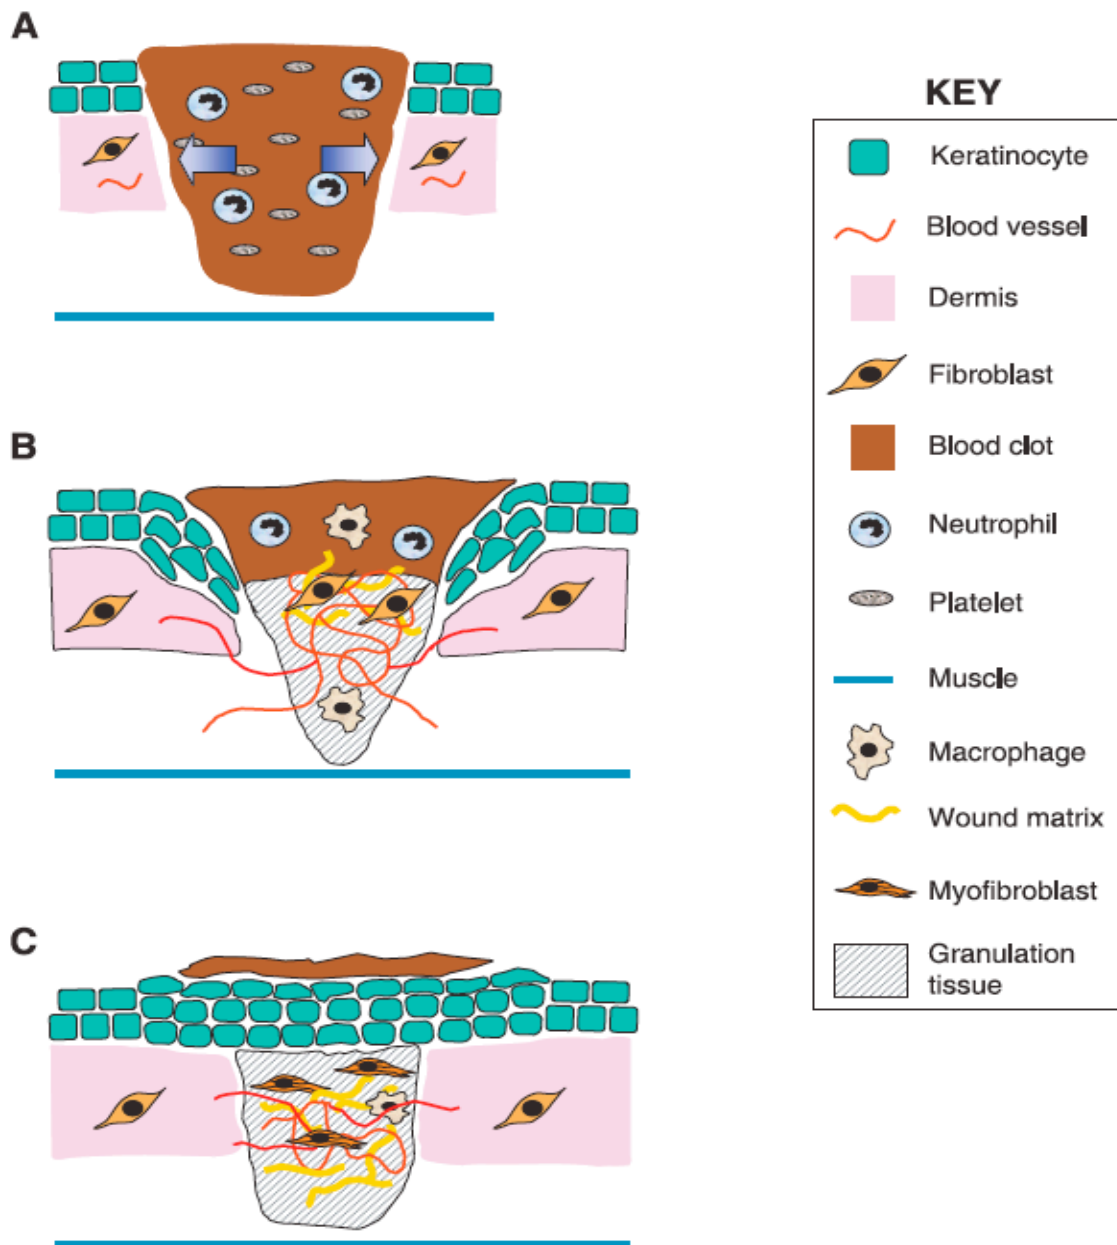 A
B
C
KEY
Keratinocyte
Blood vessel
Dermis
Fibroblast
Blood clot
Neutrophil
Platelet
Muscle
Macrophage
Wound matrix
Myofibroblast
Granulation
tissue